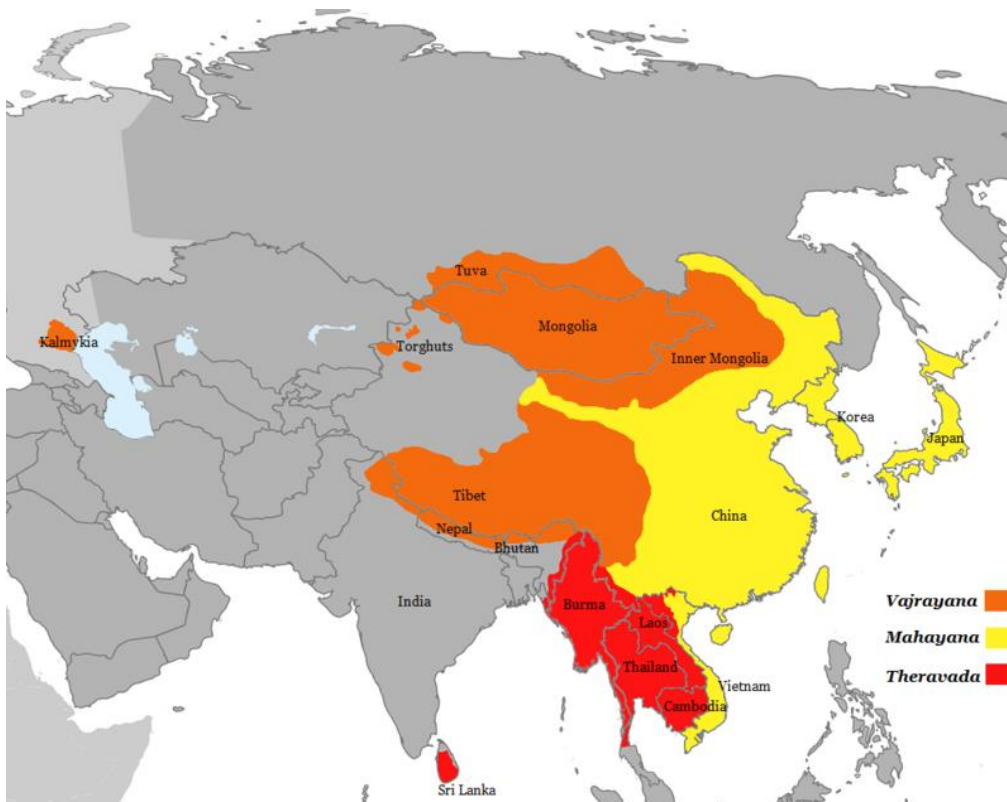 Tuva
Kalmykia
Mongolia
Torghuts
Inner Mongolia
Korea
Japan
Tibet
China
Nepal
Bhutan
India
Burma
Laos
Thailand
Vietnam
Cambodia
Sri Lanka
Vajrayana
Mahayana
Theravada